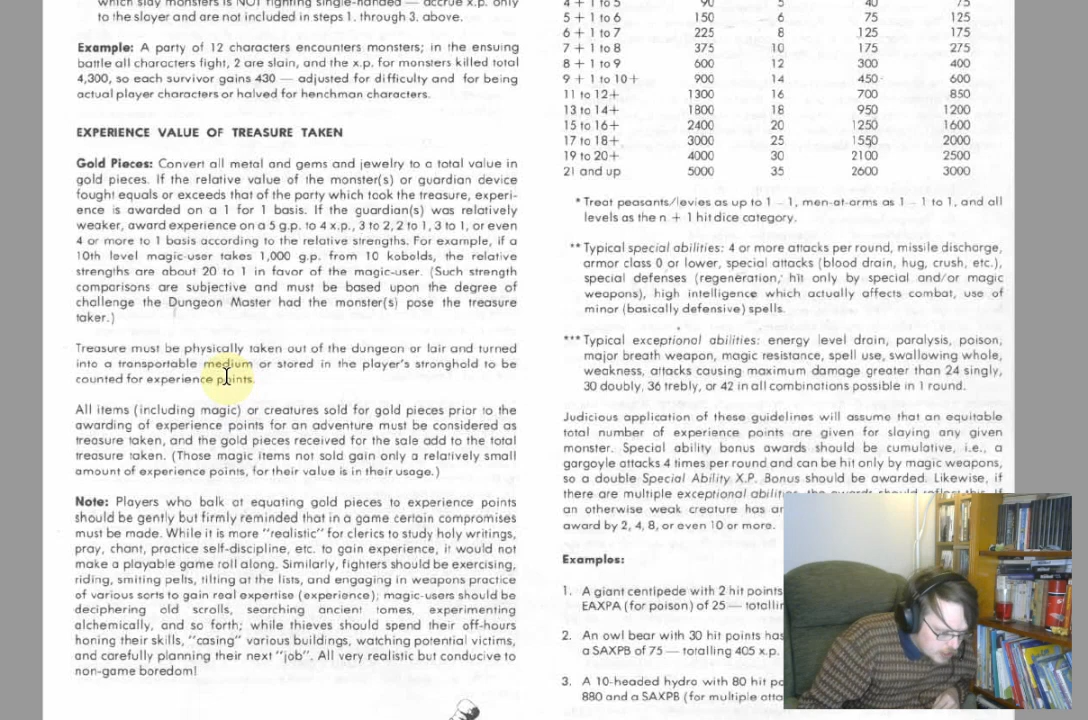 which slay monsters is NOT fighting single-handed — accrue x.p. only
to the slayer and are not included in steps 1. through 3. above.
Example: A party of 12 characters encounters monsters; in the ensuing
battle all characters fight, 2 are slain, and the x.p. for monsters killed total
4,300, so each survivor gains 430 — adjusted for difficulty and for being
actual player characters or halved for henchman characters.
EXPERIENCE VALUE OF TREASURE TAKEN
Gold Pieces: Convert all metal and gems and jewelry to a total value in
gold pieces. If the relative value of the monster(s) or guardian device
fought equals or exceeds that of the party which took the treasure, experi-
ence is awarded on a 1 for 1 basis. If the guardian(s) was relatively
weaker, award experience on a 5 g.p. to 4 x.p., 3 to 2, 2 to 1, 3 to 1, or even
4 or more to 1 basis according to the relative strengths. For example, if a
10th level magic-user takes 1,000 g.p. from 10 kobolds, the relative
strengths are about 20 to 1 in favor of the magic-user. (Such strength
comparisons are subjective and must be based upon the degree of
challenge the Dungeon Master had the monster(s) pose the treasure
taker.)
Treasure must be physically taken out of the dungeon or lair and turned
into a transportable medium or stored in the player's stronghold to be
counted for experience points.
All items (including magic) or creatures sold for gold pieces prior to the
awarding of experience points for an adventure must be considered as
treasure taken, and the gold pieces received for the sale add to the total
treasure taken. (Those magic items not sold gain only a relatively small
amount of experience points, for their value is in their usage.)
Note: Players who balk at equating gold pieces to experience points
should be gently but firmly reminded that in a game certain compromises
must be made. While it is more "realistic" for clerics to study holy writings,
pray, chant, practice self-discipline, etc. to gain experience, it would not
make a playable game roll along. Similarly, fighters should be exercising,
riding, smiting pelts, tilting at the lists, and engaging in weapons practice
of various sorts to gain real expertise (experience); magic-users should be
deciphering old scrolls, searching ancient tomes, experimenting
alchemically, and so forth; while thieves should spend their off-hours
honing their skills, "casing" various buildings, watching potential victims,
and carefully planning their next "job". All very realistic but conducive to
non-game boredom!
4 + 1 to 5 90 5 40 75
5 + 1 to 6 150 6 75 125
6 + 1 to 7 225 8 125 175
7 + 1 to 8 375 10 175 275
8 + 1 to 9 600 12 300 400
9 + 1 to 10+ 900 14 450 600
11 to 12+ 1300 16 700 850
13 to 14+ 1800 18 950 1200
15 to 16+ 2400 20 1250 1600
17 to 18+ 3000 25 1550 2000
19 to 20+ 4000 30 2100 2500
21 and up 5000 35 2600 3000
* Treat peasants/levies as up to 1 - 1, men-at-arms as 1 - 1 to 1, and all
levels as the n + 1 hit dice category.
** Typical special abilities: 4 or more attacks per round, missile discharge,
armor class 0 or lower, special attacks (blood drain, hug, crush, etc.),
special defenses (regeneration, hit only by special and/or magic
weapons), high intelligence which actually affects combat, use of
minor (basically defensive) spells.
*** Typical exceptional abilities: energy level drain, paralysis, poison,
major breath weapon, magic resistance, spell use, swallowing whole,
weakness, attacks causing maximum damage greater than 24 singly,
30 doubly, 36 trebly, or 42 in all combinations possible in 1 round.
Judicious application of these guidelines will assume that an equitable
total number of experience points are given for slaying any given
monster. Special ability bonus awards should be cumulative, i.e., a
gargoyle attacks 4 times per round and can be hit only by magic weapons,
so a double Special Ability X.P. Bonus should be awarded. Likewise, if
there are multiple exceptional abilities, the awards should reflect this. If
an otherwise weak creature has an
award by 2, 4, 8, or even 10 or more.
Examples:
1. A giant centipede with 2 hit points
EAXPA (for poison) of 25 —
2. An owl bear with 30 hit points has
a SAXPB of 75 — totalling 405 x.p.
3. A 10-headed hydra with 80 hit
880 and a SAXPB (for multiple